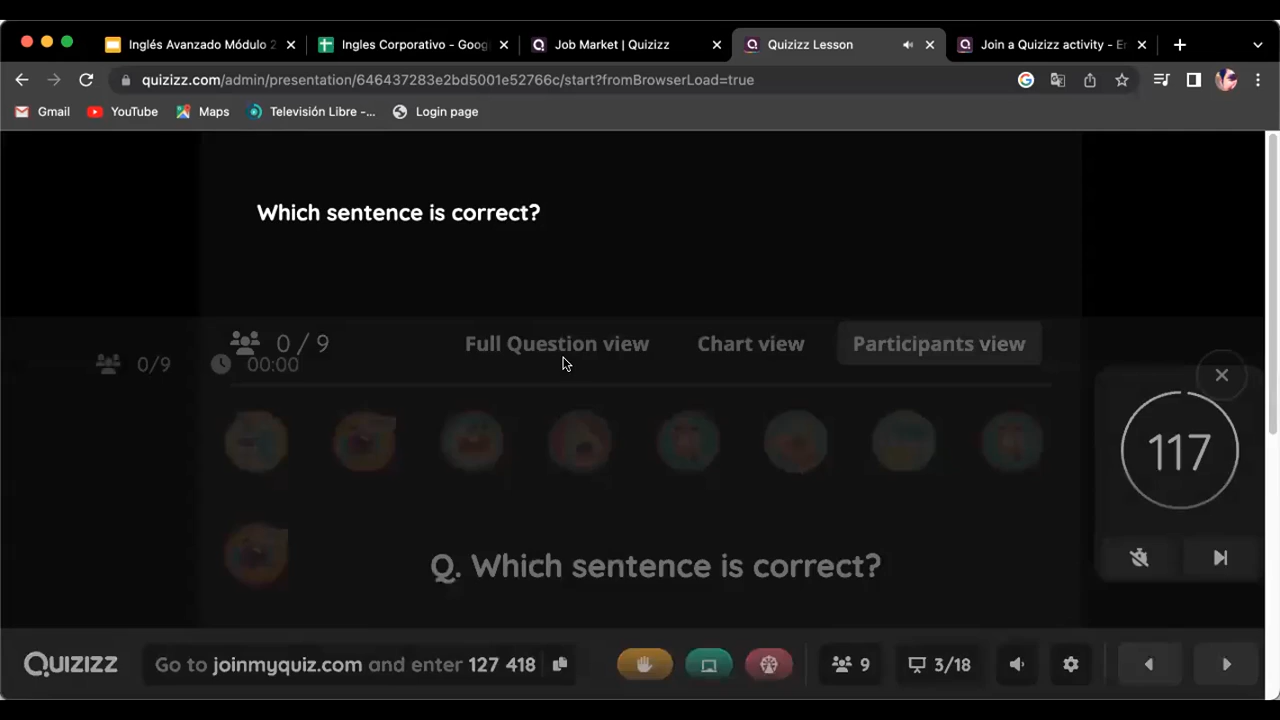 Inglés Avanzado Módulo 2
Ingles Corporativo - Goog
Job Market | Quizizz
Quizizz Lesson
Join a Quizizz activity - En
quizizz.com/admin/presentation/646437283e2bd5001e52766c/start?fromBrowserLoad=true
Gmail
YouTube
Maps
Televisión Libre -...
Login page
Which sentence is correct?
0 / 9
Full Question view
Chart view
Participants view
0/9
00:00
117
Q. Which sentence is correct?
QUIZIZZ
Go to joinmyquiz.com and enter 127 418
9
3/18